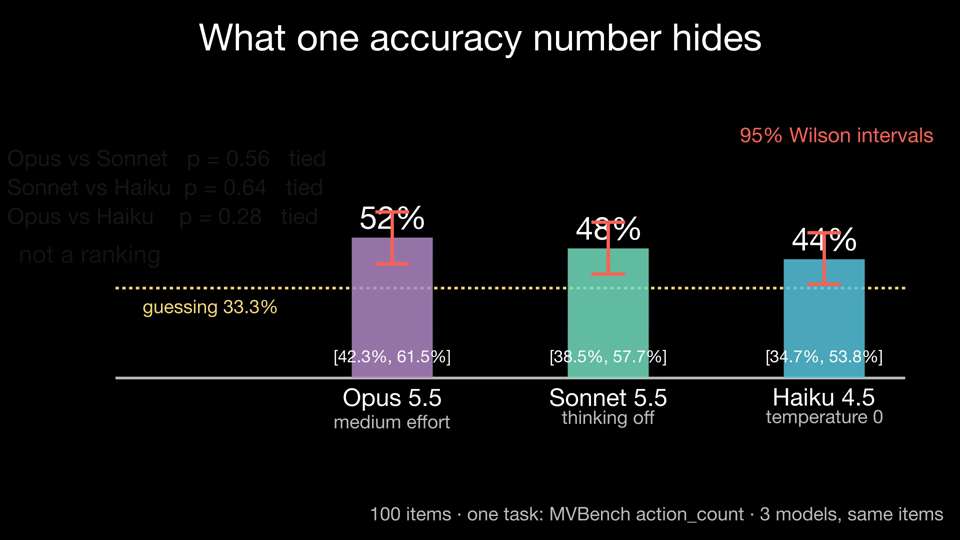 What one accuracy number hides
95% Wilson intervals
Opus vs Sonnet p = 0.56 tied
Sonnet vs Haiku p = 0.64 tied
Opus vs Haiku p = 0.28 tied
not a ranking
52%
48%
44%
guessing 33.3%
[42.3%, 61.5%]
[38.5%, 57.7%]
[34.7%, 53.8%]
Opus 5.5
Sonnet 5.5
Haiku 4.5
medium effort
thinking off
temperature 0
100 items · one task: MVBench action_count · 3 models, same items